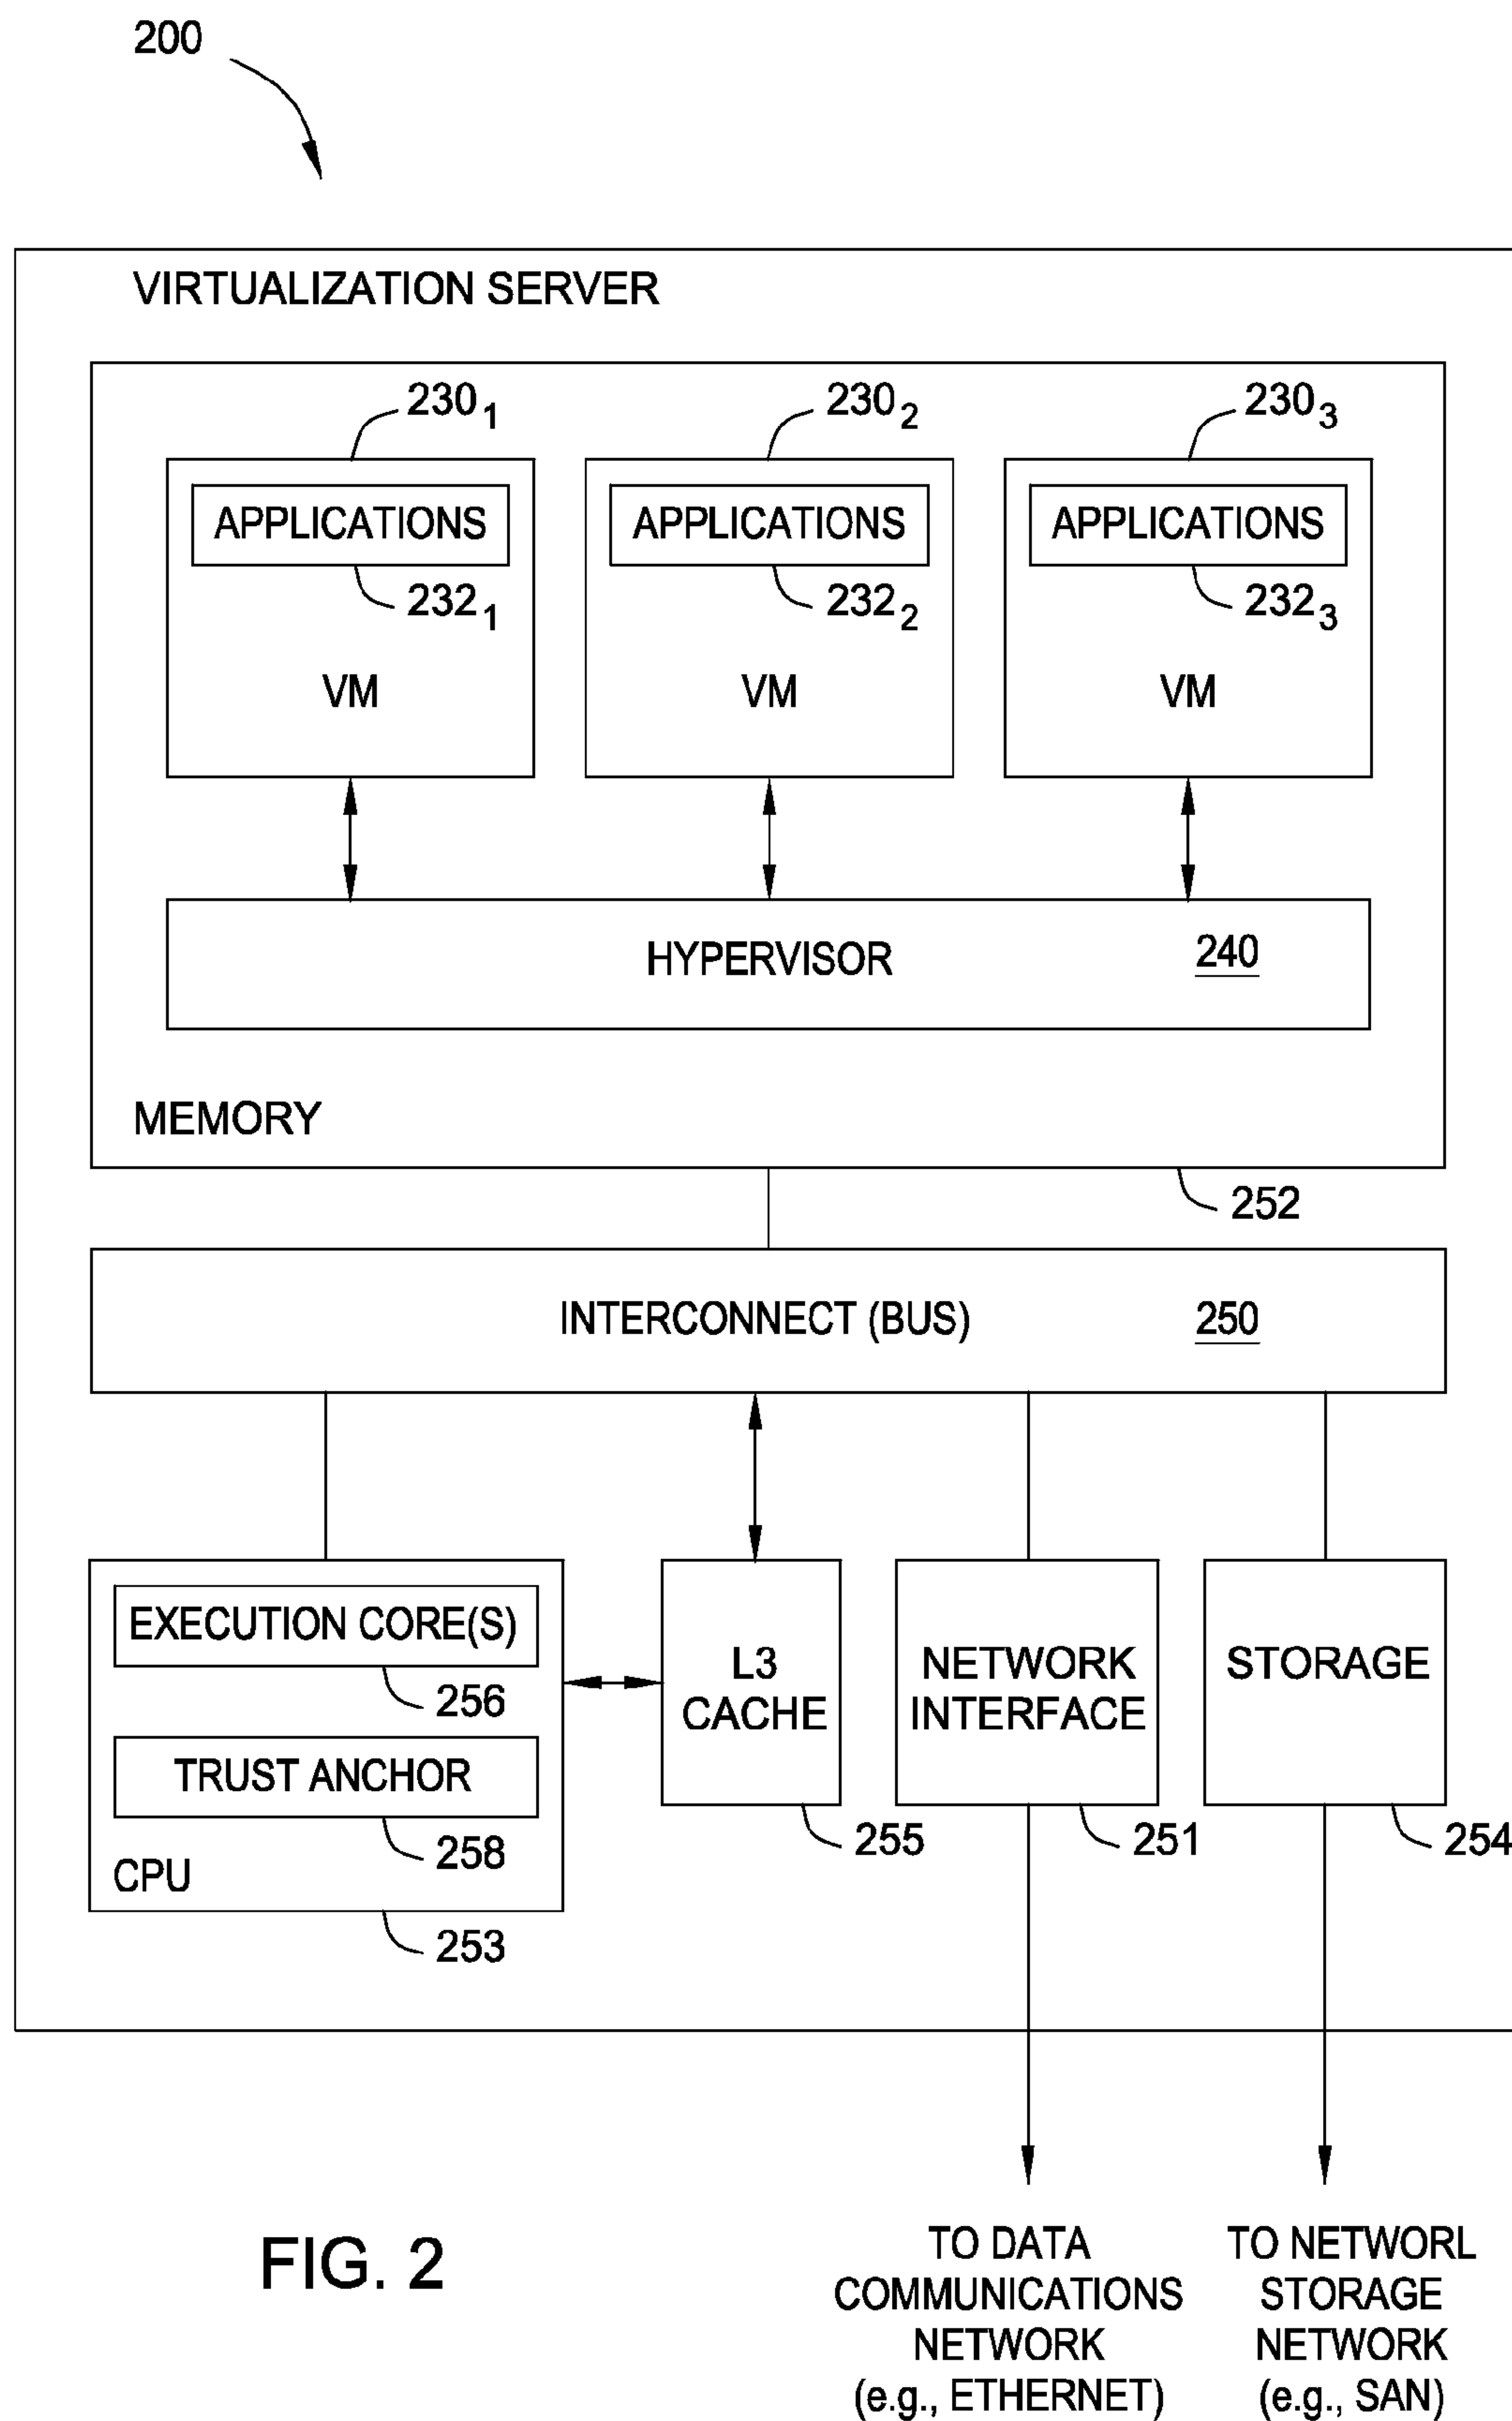 200
VIRTUALIZATION SERVER
230₁
230₂
230₃
APPLICATIONS
APPLICATIONS
APPLICATIONS
232₁
232₂
232₃
VM
VM
VM
HYPERVISOR 240
MEMORY
252
INTERCONNECT (BUS) 250
EXECUTION CORE(S)
256
TRUST ANCHOR
258
CPU
253
L3
CACHE
255
NETWORK
INTERFACE
251
STORAGE
254
TO DATA
COMMUNICATIONS
NETWORK
(e.g., ETHERNET)
TO NETWORL
STORAGE
NETWORK
(e.g., SAN)
FIG. 2